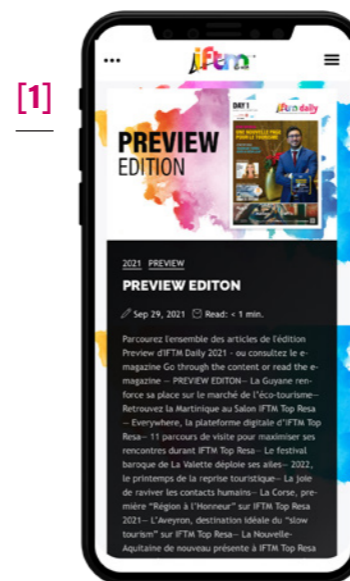 [1]
iftm
PREVIEW
EDITION
DAY 1
iftm daily
UNE NOUVELLE PAGE
POUR LE TOURISME
2021 PREVIEW
PREVIEW EDITON
Sep 29, 2021 Read: < 1 min.
Parcourez l'ensemble des articles de l'édition
Preview d'IFTM Daily 2021 - ou consultez le e-
magazine Go through the content or read the e-
magazine — PREVIEW EDITON— La Guyane ren-
force sa place sur le marché de l'éco-tourisme—
Retrouvez la Martinique au Salon IFTM Top Resa
— Everywhere, la plateforme digitale d'IFTM Top
Resa— 11 parcours de visite pour maximiser ses
rencontres durant IFTM Top Resa— Le festival
baroque de La Valette déploie ses ailes— 2022,
le printemps de la reprise touristique— La joie
de raviver les contacts humains— La Corse, pre-
mière "Région à l'Honneur" sur IFTM Top Resa
2021— L'Aveyron, destination idéale du "slow
tourism" sur IFTM Top Resa— La Nouvelle-
Aquitaine de nouveau présente à IFTM Top Resa